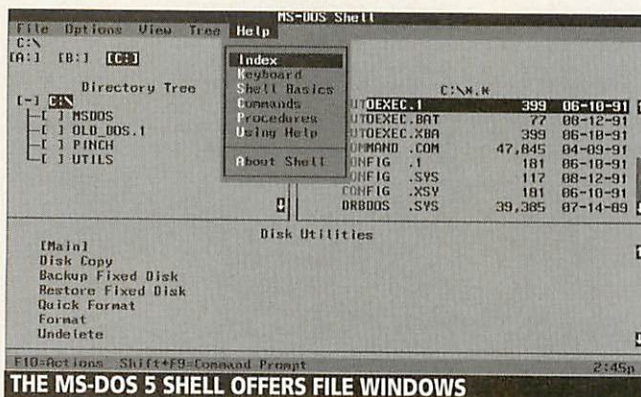 MS-DOS Shell
File Options View Tree Help
C:\
[A:] [B:] [C:]
Index
Keyboard
Shell Basics
Commands
Procedures
Using Help
About Shell
Directory Tree
[-] C:\
[ ] MSDOS
[ ] OLD_DOS.1
[ ] PINCH
[ ] UTILS
C:\*.*
UTOEXEC.1 399 06-10-91
UTOEXEC.BAT 77 08-12-91
UTOEXEC.XBA 399 06-10-91
OMMAND .COM 47,845 04-09-91
CONFIG .1 181 06-10-91
CONFIG .SYS 117 08-12-91
CONFIG .XSY 181 06-10-91
DRBDOS .SYS 39,385 07-14-89
Disk Utilities
[Main]
Disk Copy
Backup Fixed Disk
Restore Fixed Disk
Quick Format
Format
Undelete
F10=Actions Shift+F9=Command Prompt 2:45p
THE MS-DOS 5 SHELL OFFERS FILE WINDOWS